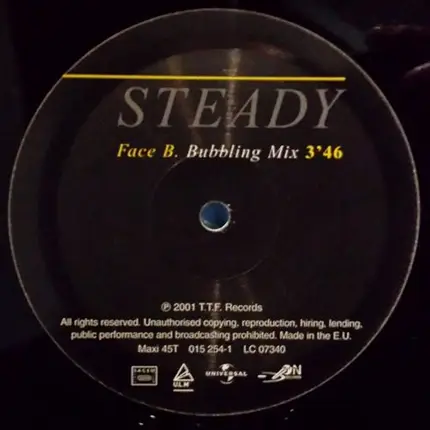 STEADY
Face B. Bubbling Mix 3'46
℗ 2001 T.T.F. Records
All rights reserved. Unauthorised copying, reproduction, hiring, lending,
public performance and broadcasting prohibited. Made in the E.U.
Maxi 45T 015 254-1 LC 07340
SACEM ULM UNIVERSAL